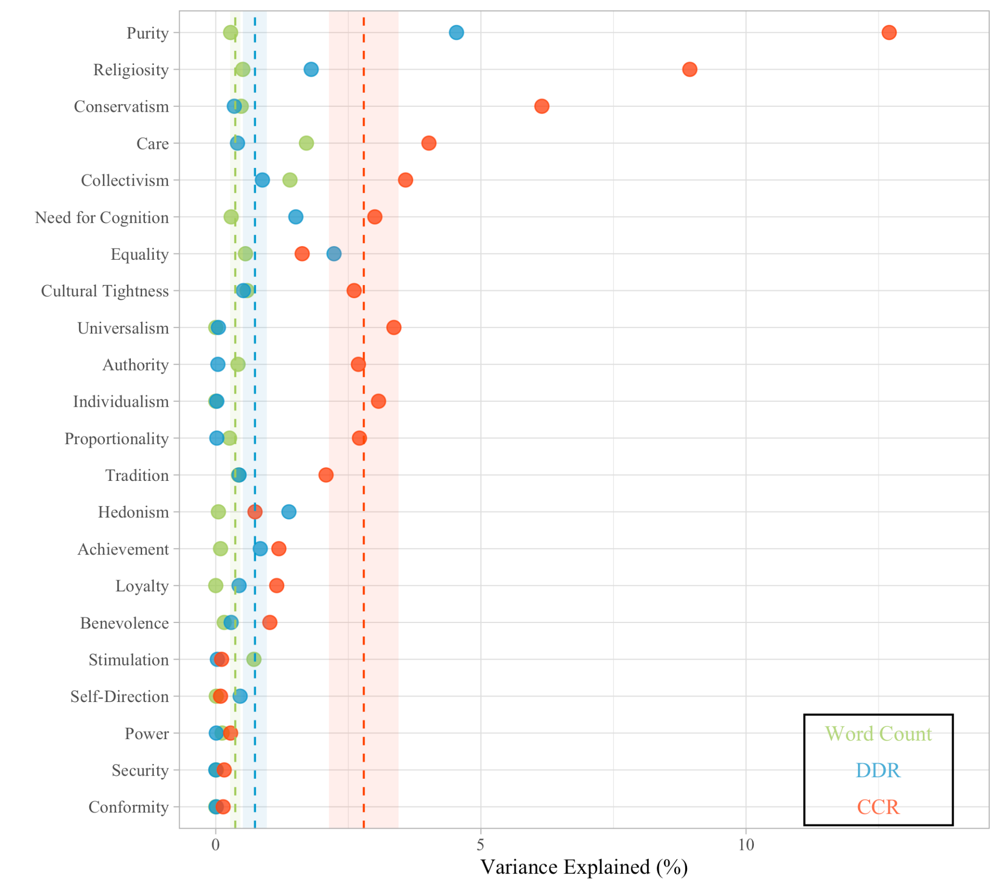 Purity
Religiosity
Conservatism
Care
Collectivism
Need for Cognition
Equality
Cultural Tightness
Universalism
Authority
Individualism
Proportionality
Tradition
Hedonism
Achievement
Loyalty
Benevolence
Stimulation
Self-Direction
Power
Security
Conformity
Word Count
DDR
CCR
0 5 10
Variance Explained (%)